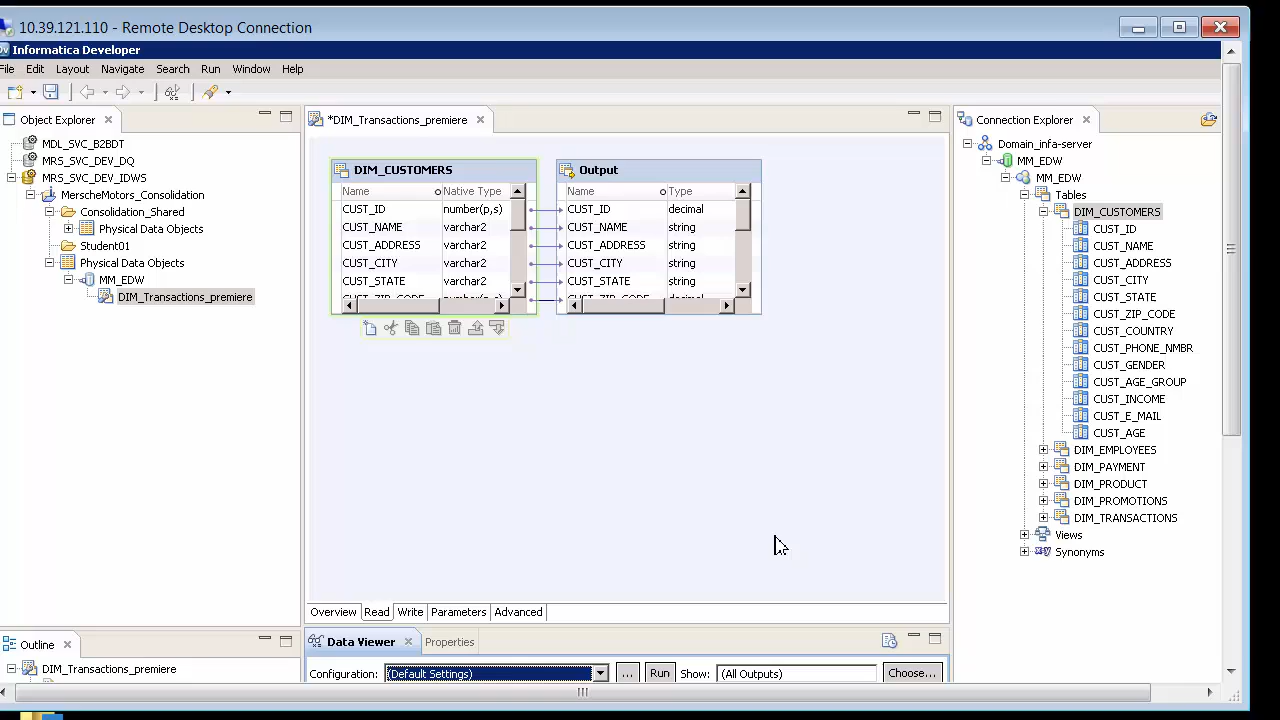 10.39.121.110 - Remote Desktop Connection
Informatica Developer
File Edit Layout Navigate Search Run Window Help
Object Explorer
MDL_SVC_B2BDT
MRS_SVC_DEV_DQ
MRS_SVC_DEV_IDWS
MerscheMotors_Consolidation
Consolidation_Shared
Physical Data Objects
Student01
Physical Data Objects
MM_EDW
DIM_Transactions_premiere
*DIM_Transactions_premiere
DIM_CUSTOMERS
Name Native Type
CUST_ID number(p,s)
CUST_NAME varchar2
CUST_ADDRESS varchar2
CUST_CITY varchar2
CUST_STATE varchar2
CUST_ZIP_CODE number(p,s)
Output
Name Type
CUST_ID decimal
CUST_NAME string
CUST_ADDRESS string
CUST_CITY string
CUST_STATE string
CUST_ZIP_CODE decimal
Overview Read Write Parameters Advanced
Connection Explorer
Domain_infa-server
MM_EDW
MM_EDW
Tables
DIM_CUSTOMERS
CUST_ID
CUST_NAME
CUST_ADDRESS
CUST_CITY
CUST_STATE
CUST_ZIP_CODE
CUST_COUNTRY
CUST_PHONE_NMBR
CUST_GENDER
CUST_AGE_GROUP
CUST_INCOME
CUST_E_MAIL
CUST_AGE
DIM_EMPLOYEES
DIM_PAYMENT
DIM_PRODUCT
DIM_PROMOTIONS
DIM_TRANSACTIONS
Views
Synonyms
Outline
DIM_Transactions_premiere
Data Viewer Properties
Configuration: (Default Settings) ... Run Show: (All Outputs) Choose...